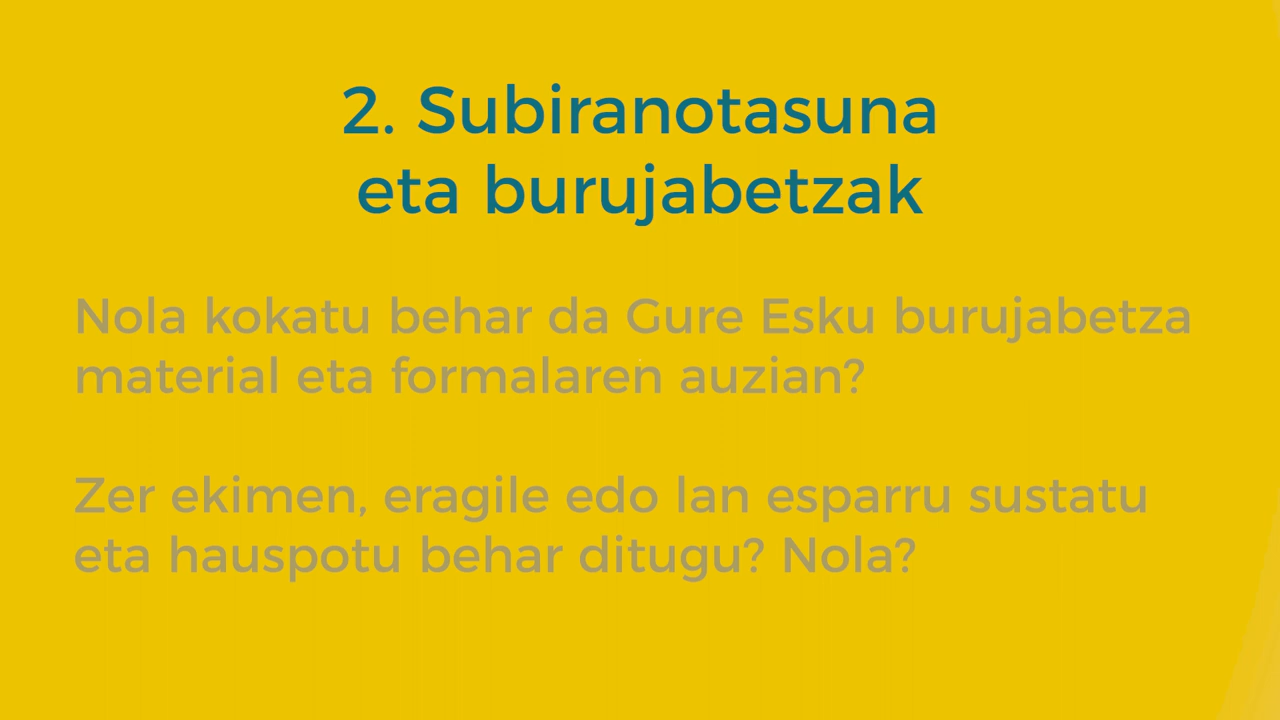 2. Subiranotasuna
eta burujabetzak
Nola kokatu behar da Gure Esku burujabetza
material eta formalaren auzian?
Zer ekimen, eragile edo lan esparru sustatu
eta hauspotu behar ditugu? Nola?